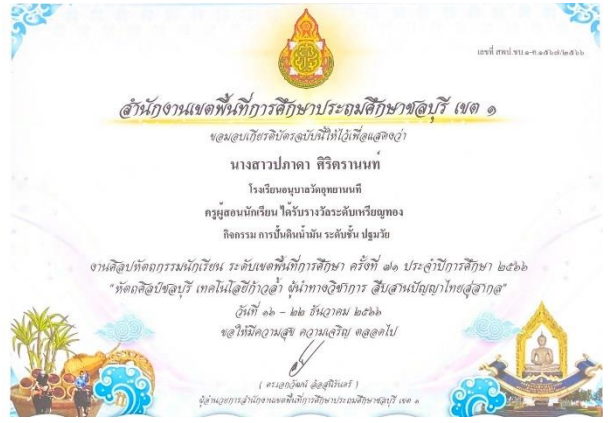 เลขที่ สพป.ชบ.๑-ศ.๑๕๖๗/๒๕๖๖
สำนักงานเขตพื้นที่การศึกษาประถมศึกษาชลบุรี เขต ๑
ขอมอบเกียรติบัตรฉบับนี้ให้ไว้เพื่อแสดงว่า
นางสาวปภาดา ศิริตรานนท์
โรงเรียนอนุบาลวัดอุทยานนที
ครูผู้สอนนักเรียน ได้รับรางวัลระดับเหรียญทอง
กิจกรรม การปั้นดินน้ำมัน ระดับชั้น ปฐมวัย
งานศิลปหัตถกรรมนักเรียน ระดับเขตพื้นที่การศึกษา ครั้งที่ ๗๑ ประจำปีการศึกษา ๒๕๖๖
"หัตถศิลป์ชลบุรี เทคโนโลยีก้าวล้ำ ผู้นำทางวิชาการ สืบสานปัญญาไทยสู่สากล"
วันที่ ๑๖ – ๒๒ ธันวาคม ๒๕๖๖
ขอให้มีความสุข ความเจริญ ตลอดไป
ผู้อำนวยการสำนักงานเขตพื้นที่การศึกษาประถมศึกษาชลบุรี เขต ๑